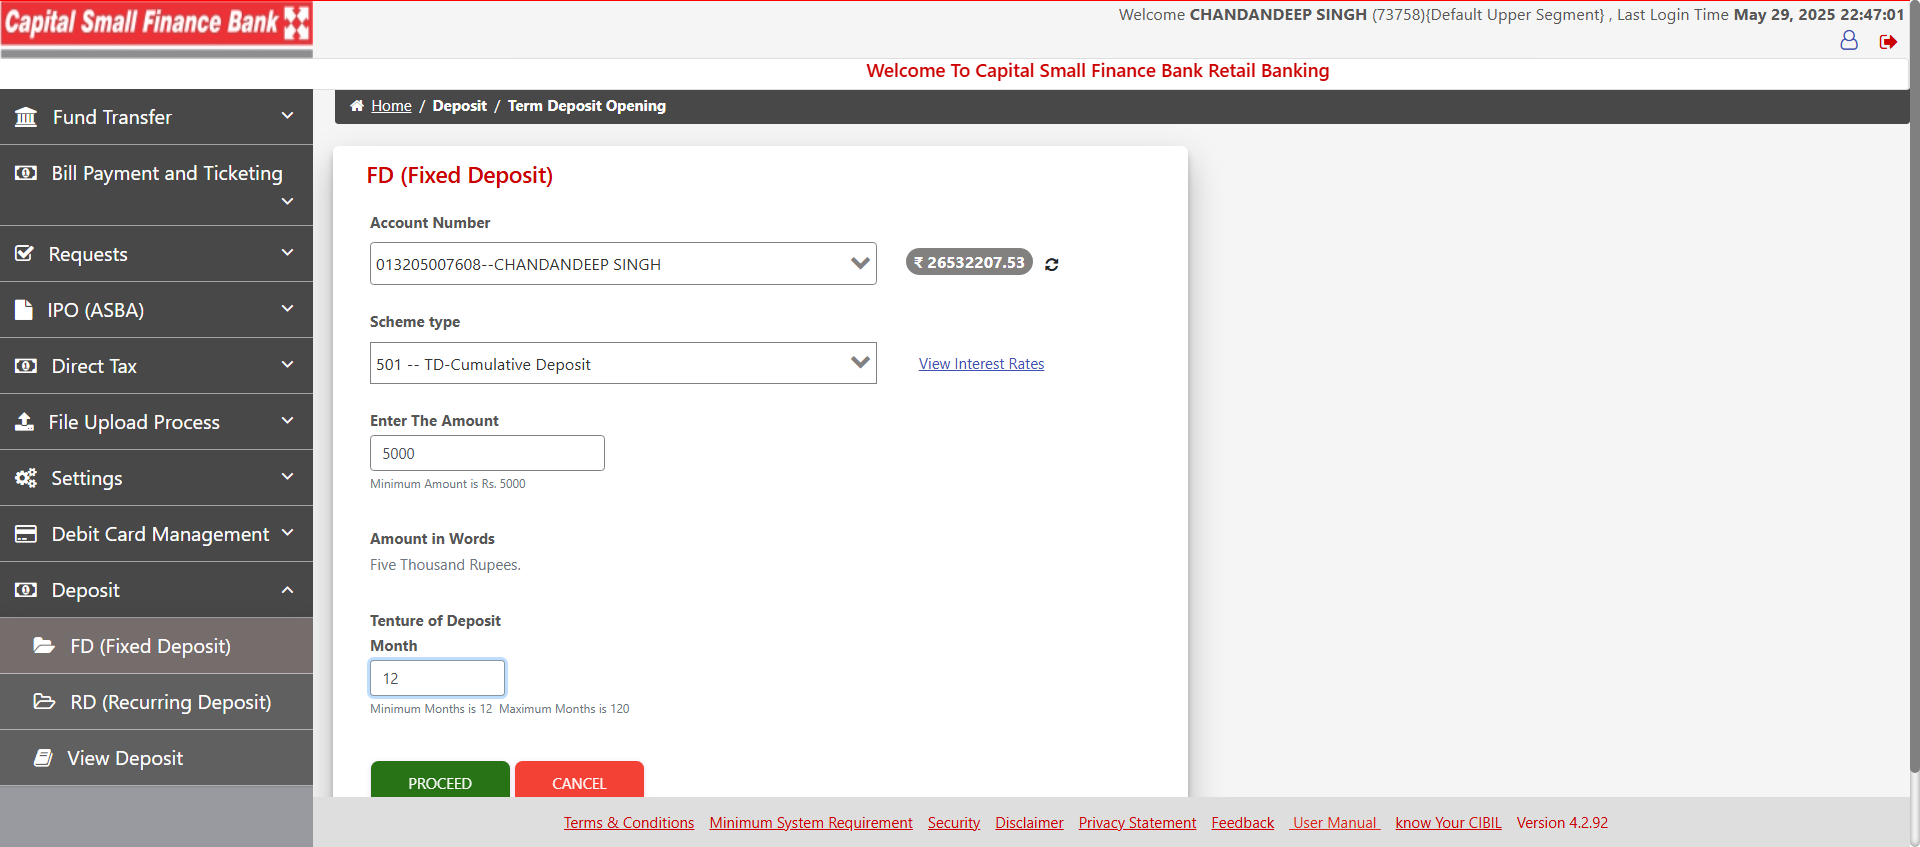 Capital Small Finance Bank
Welcome CHANDANDEEP SINGH (73758){Default Upper Segment} , Last Login Time May 29, 2025 22:47:01
Welcome To Capital Small Finance Bank Retail Banking
Home / Deposit / Term Deposit Opening
Fund Transfer
Bill Payment and Ticketing
Requests
IPO (ASBA)
Direct Tax
File Upload Process
Settings
Debit Card Management
Deposit
FD (Fixed Deposit)
RD (Recurring Deposit)
View Deposit
FD (Fixed Deposit)
Account Number
013205007608--CHANDANDEEP SINGH
₹ 26532207.53
Scheme type
501 -- TD-Cumulative Deposit
View Interest Rates
Enter The Amount
5000
Minimum Amount is Rs. 5000
Amount in Words
Five Thousand Rupees.
Tenture of Deposit
Month
12
Minimum Months is 12 Maximum Months is 120
PROCEED CANCEL
Terms & Conditions Minimum System Requirement Security Disclaimer Privacy Statement Feedback User Manual know Your CIBIL Version 4.2.92